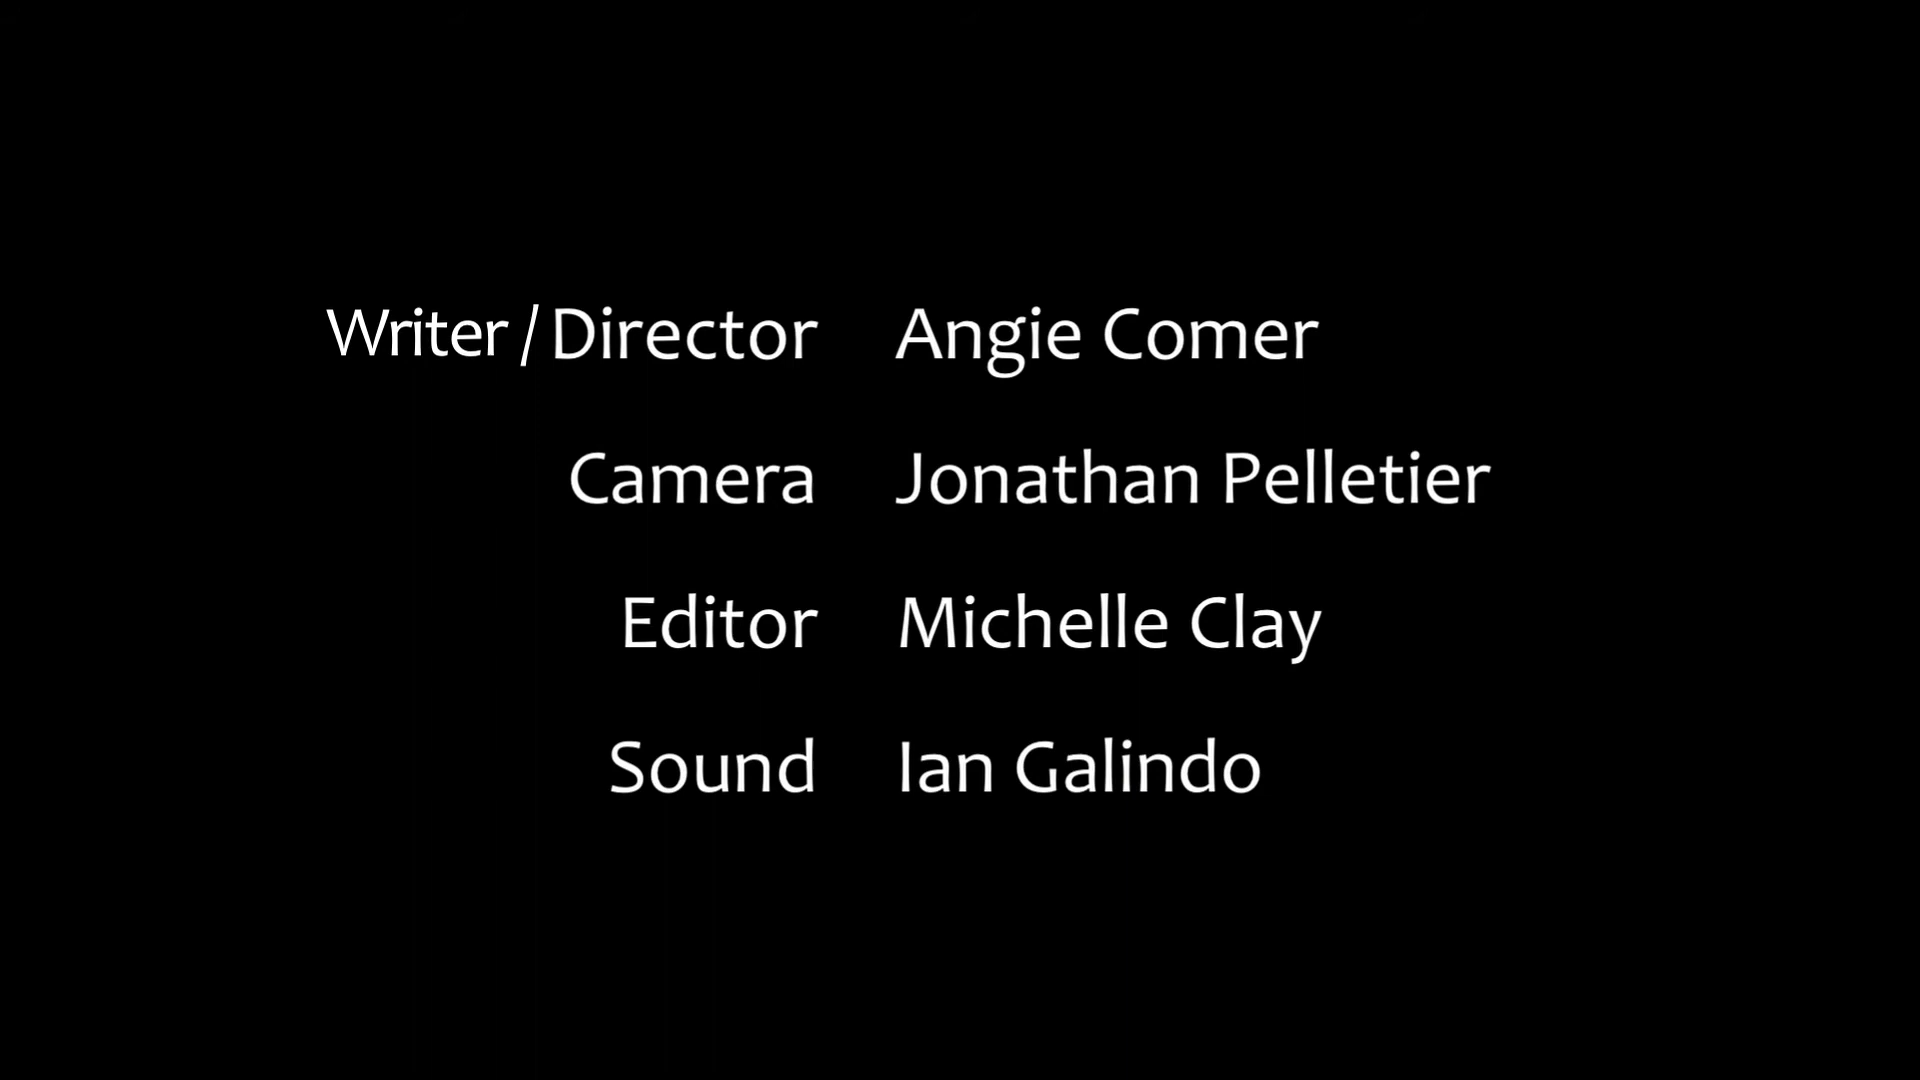 Writer / Director Angie Comer
Camera Jonathan Pelletier
Editor Michelle Clay
Sound Ian Galindo